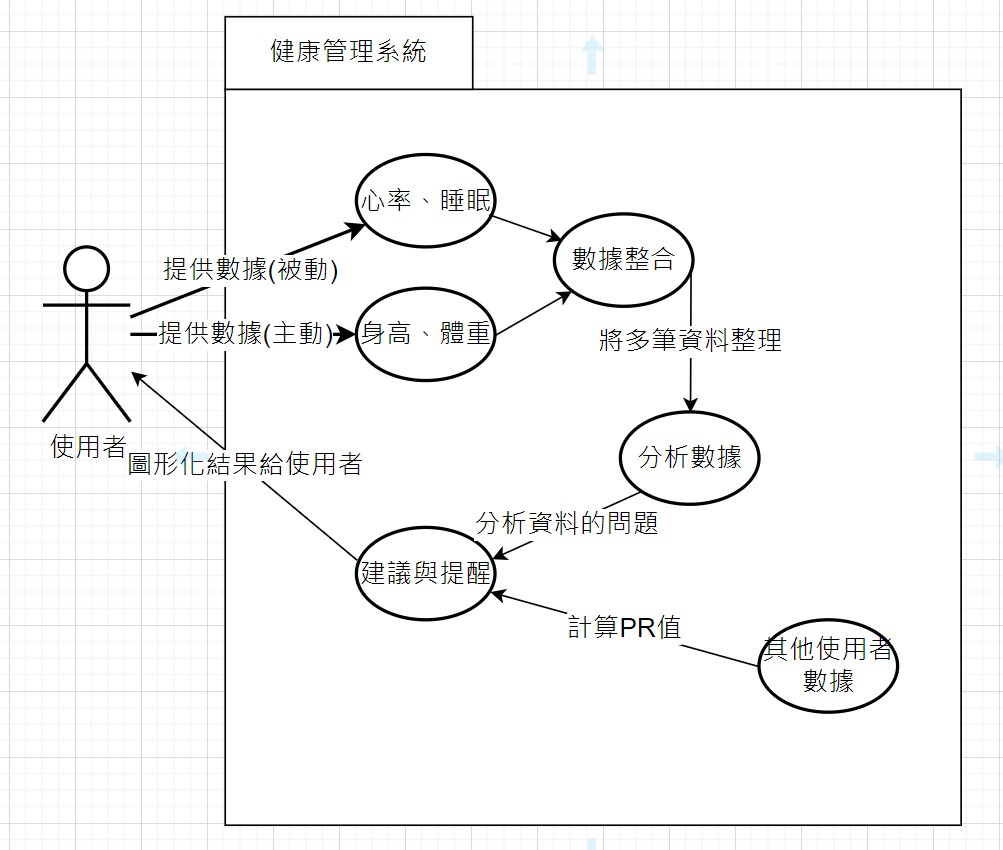 健康管理系統
心率、睡眠
數據整合
提供數據(被動)
提供數據(主動)
身高、體重
將多筆資料整理
使用者
圖形化結果給使用者
分析數據
分析資料的問題
建議與提醒
計算PR值
其他使用者
數據